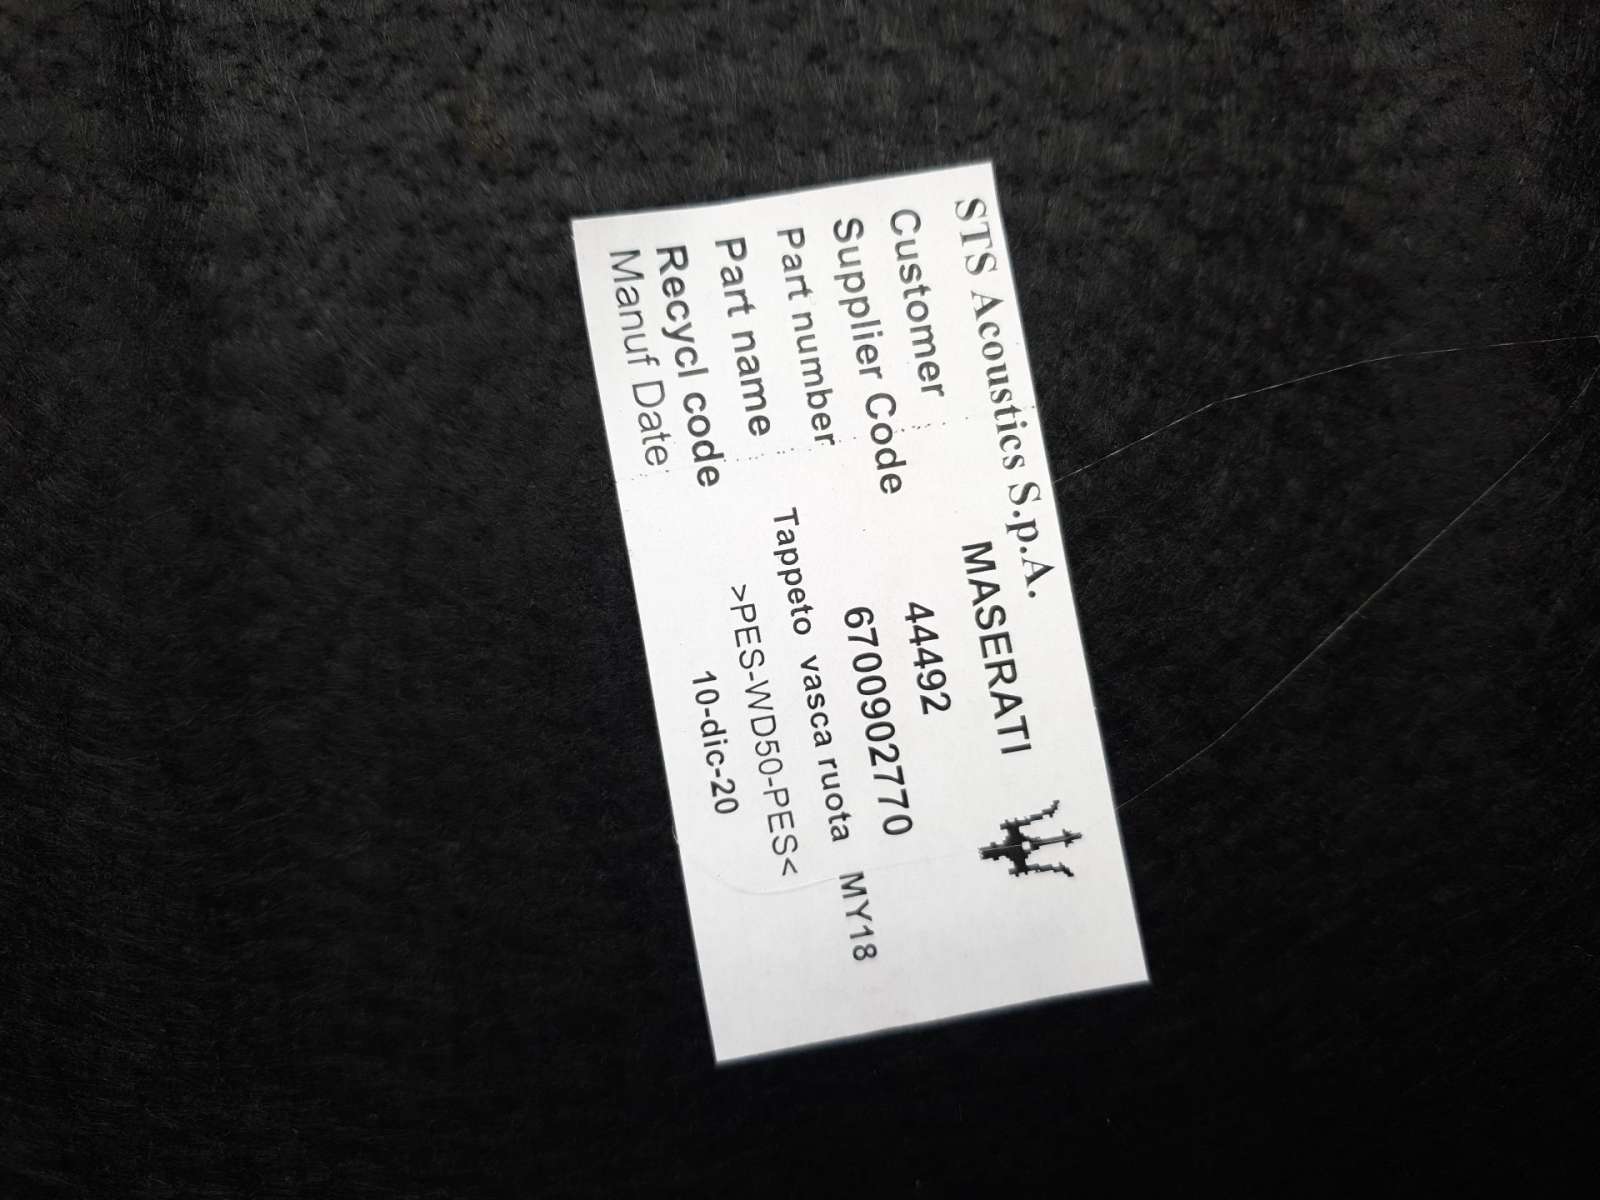 STS Acoustics S.p.A.
Customer MASERATI
Supplier Code 44492
Part number 6700902770
Part name Tappeto vasca ruota MY18
Recycl code >PES-WD50-PES<
Manuf Date 10-dic-20